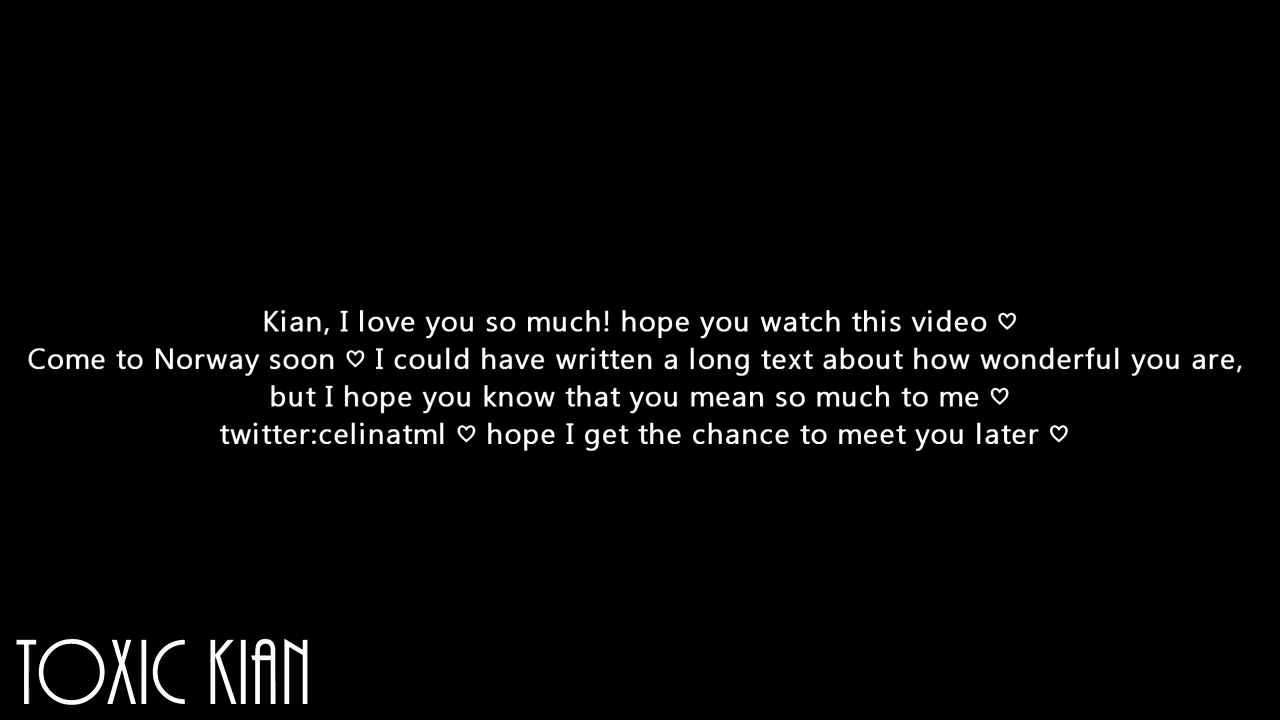 Kian, I love you so much! hope you watch this video ♡
Come to Norway soon ♡ I could have written a long text about how wonderful you are,
but I hope you know that you mean so much to me ♡
twitter:celinatml ♡ hope I get the chance to meet you later ♡
TOXIC KIAN